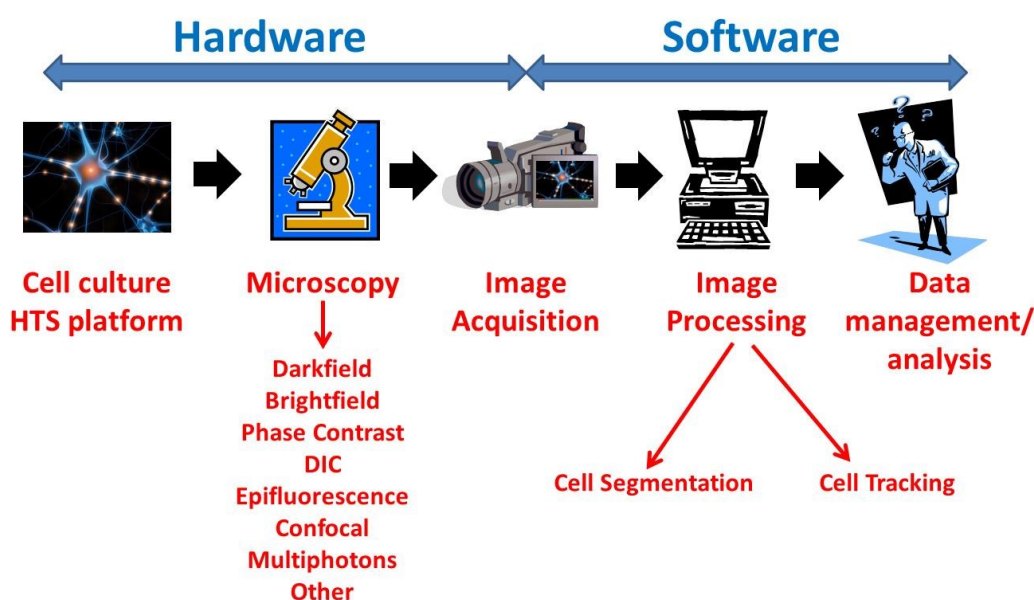 Hardware
Software
Cell culture
HTS platform
Microscopy
Image
Acquisition
Image
Processing
Data
management/
analysis
Darkfield
Brightfield
Phase Contrast
DIC
Epifluorescence
Confocal
Multiphotons
Other
Cell Segmentation
Cell Tracking
? ? ?